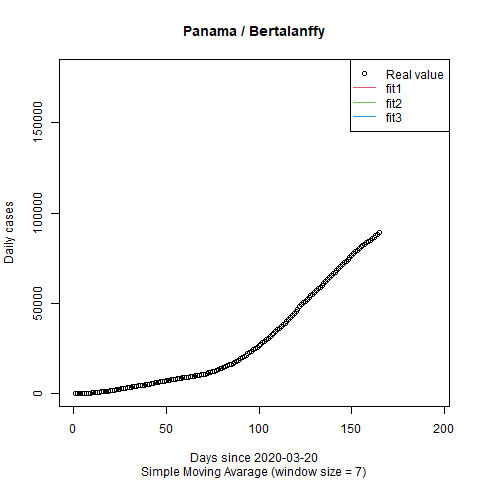 Panama / Bertalanffy
Real value
fit1
fit2
fit3
Daily cases
150000
100000
50000
0
0 50 100 150 200
Days since 2020-03-20
Simple Moving Avarage (window size = 7)